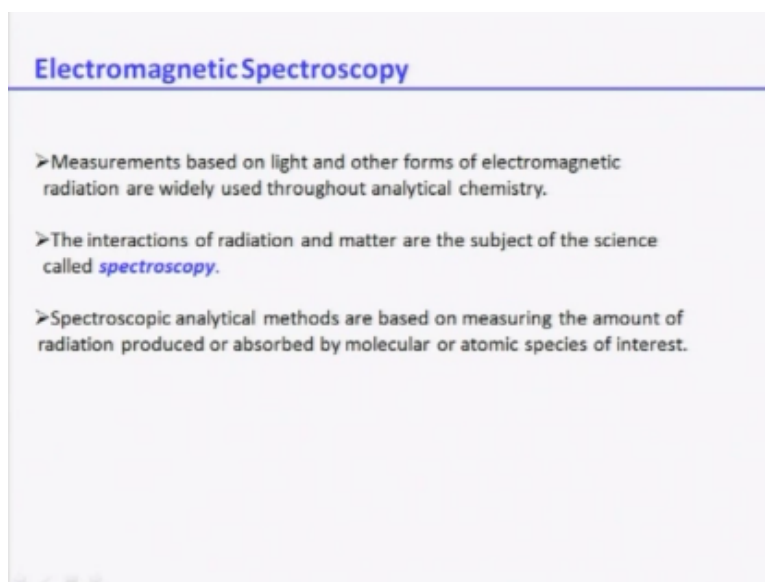 Electromagnetic Spectroscopy
➢Measurements based on light and other forms of electromagnetic
radiation are widely used throughout analytical chemistry.
➢The interactions of radiation and matter are the subject of the science
called spectroscopy.
➢Spectroscopic analytical methods are based on measuring the amount of
radiation produced or absorbed by molecular or atomic species of interest.